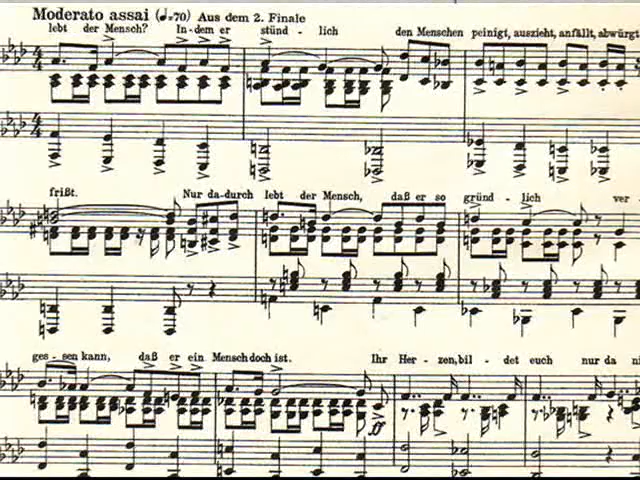 Moderato assai (♩=70) Aus dem 2. Finale
lebt der Mensch? In-dem er stünd - lich den Menschen peinigt, auszieht, anfällt, abwürgt
frißt. Nur da-durch lebt der Mensch, daß er so gründ - lich ver -
ges - sen kann, daß er ein Mensch doch ist. Ihr Her - zen, bil - det euch nur da
ff